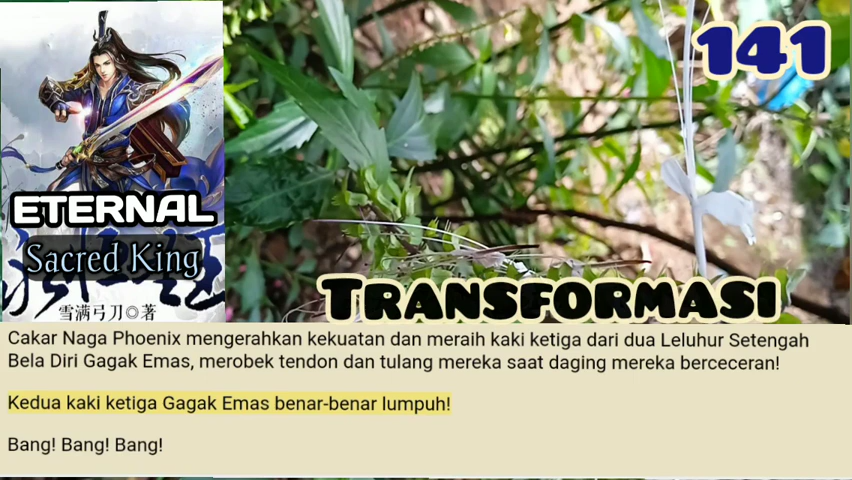 141
ETERNAL
Sacred King
雪满弓刀◎著
TRANSFORMASI
Cakar Naga Phoenix mengerahkan kekuatan dan meraih kaki ketiga dari dua Leluhur Setengah
Bela Diri Gagak Emas, merobek tendon dan tulang mereka saat daging mereka berceceran!
Kedua kaki ketiga Gagak Emas benar-benar lumpuh!
Bang! Bang! Bang!